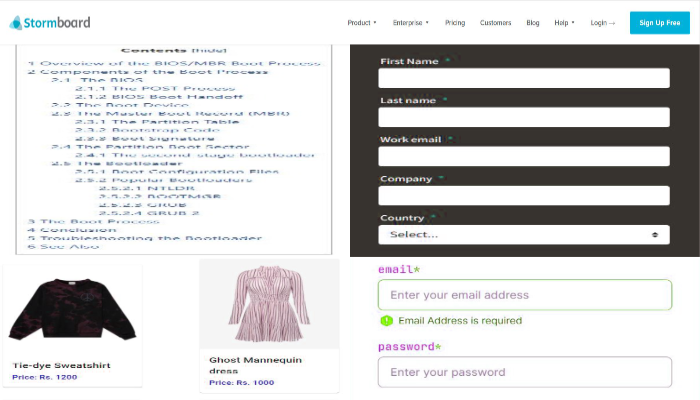 Stormboard
Product Enterprise Pricing Customers Blog Help Login → Sign Up Free
Contents [hide]
1 Overview of the BIOS/MBR Boot Process
2 Components of the Boot Process
2.1 The BIOS
2.1.1 The POST Process
2.1.2 BIOS Boot Handoff
2.2 The Boot Device
2.3 The Master Boot Record (MBR)
2.3.1 The Partition Table
2.3.2 Bootstrap Code
2.3.3 Boot Signature
2.4 The Partition Boot Sector
2.4.1 The second-stage bootloader
2.5 The Bootloader
2.5.1 Boot Configuration Files
2.5.2 Popular Bootloaders
2.5.2.1 NTLDR
2.5.2.2 BOOTMGR
2.5.2.3 GRUB
2.5.2.4 GRUB 2
3 The Boot Process
4 Conclusion
5 Troubleshooting the Bootloader
6 See Also
First Name *
Last name *
Work email *
Company *
Country *
Select...
Tie-dye Sweatshirt
Price: Rs. 1200
Ghost Mannequin
dress
Price: Rs. 1000
email*
Enter your email address
Email Address is required
password*
Enter your password